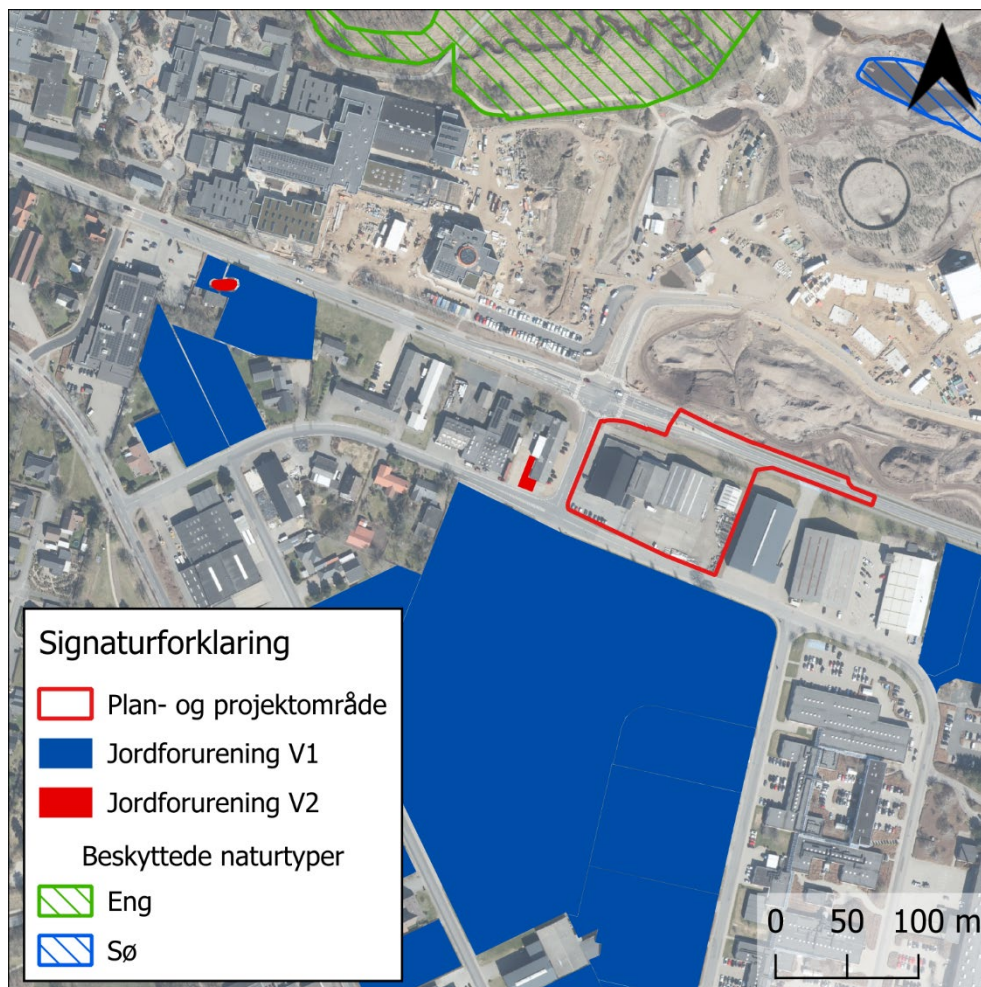 Signaturforklaring
Plan- og projektområde
Jordforurening V1
Jordforurening V2
Beskyttede naturtyper
Eng
Sø
0 50 100 m